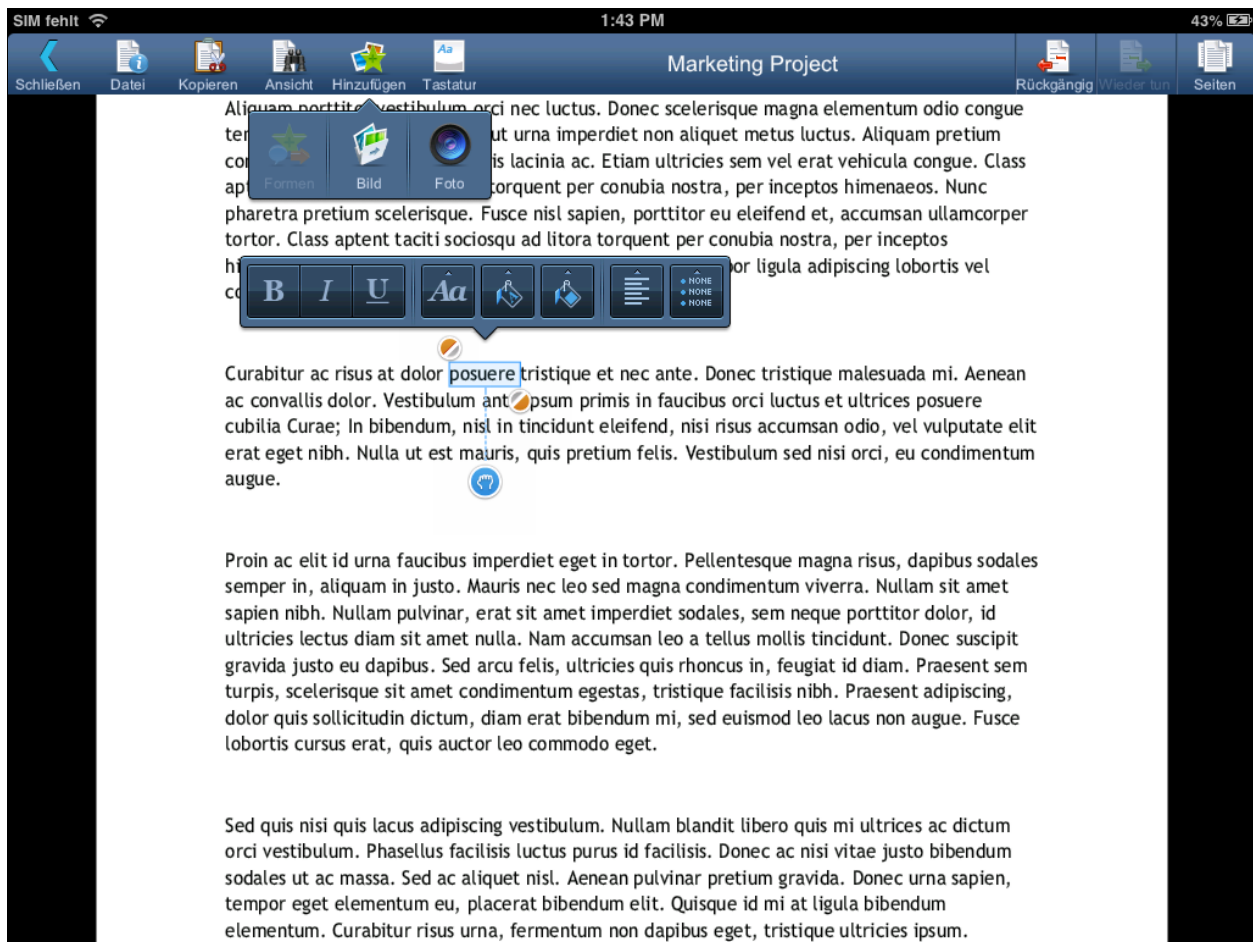 SIM fehlt 1:43 PM 43%
Marketing Project
Schließen Datei Kopieren Ansicht Hinzufügen Tastatur Rückgängig Wieder tun Seiten
Aliquam porttitor vestibulum orci nec luctus. Donec scelerisque magna elementum odio congue
ut urna imperdiet non aliquet metus luctus. Aliquam pretium
lacinia ac. Etiam ultricies sem vel erat vehicula congue. Class
torquent per conubia nostra, per inceptos himenaeos. Nunc
Formen Bild Foto
pharetra pretium scelerisque. Fusce nisl sapien, porttitor eu eleifend et, accumsan ullamcorper
tortor. Class aptent taciti sociosqu ad litora torquent per conubia nostra, per inceptos
ligula adipiscing lobortis vel
B I U Aa NONE
NONE
NONE
Curabitur ac risus at dolor posuere tristique et nec ante. Donec tristique malesuada mi. Aenean
ac convallis dolor. Vestibulum ante ipsum primis in faucibus orci luctus et ultrices posuere
cubilia Curae; In bibendum, nisl in tincidunt eleifend, nisi risus accumsan odio, vel vulputate elit
erat eget nibh. Nulla ut est mauris, quis pretium felis. Vestibulum sed nisi orci, eu condimentum
augue.
Proin ac elit id urna faucibus imperdiet eget in tortor. Pellentesque magna risus, dapibus sodales
semper in, aliquam in justo. Mauris nec leo sed magna condimentum viverra. Nullam sit amet
sapien nibh. Nullam pulvinar, erat sit amet imperdiet sodales, sem neque porttitor dolor, id
ultricies lectus diam sit amet nulla. Nam accumsan leo a tellus mollis tincidunt. Donec suscipit
gravida justo eu dapibus. Sed arcu felis, ultricies quis rhoncus in, feugiat id diam. Praesent sem
turpis, scelerisque sit amet condimentum egestas, tristique facilisis nibh. Praesent adipiscing,
dolor quis sollicitudin dictum, diam erat bibendum mi, sed euismod leo lacus non augue. Fusce
lobortis cursus erat, quis auctor leo commodo eget.
Sed quis nisi quis lacus adipiscing vestibulum. Nullam blandit libero quis mi ultrices ac dictum
orci vestibulum. Phasellus facilisis luctus purus id facilisis. Donec ac nisi vitae justo bibendum
sodales ut ac massa. Sed ac aliquet nisl. Aenean pulvinar pretium gravida. Donec urna sapien,
tempor eget elementum eu, placerat bibendum elit. Quisque id mi at ligula bibendum
elementum. Curabitur risus urna, fermentum non dapibus eget, tristique ultricies ipsum.